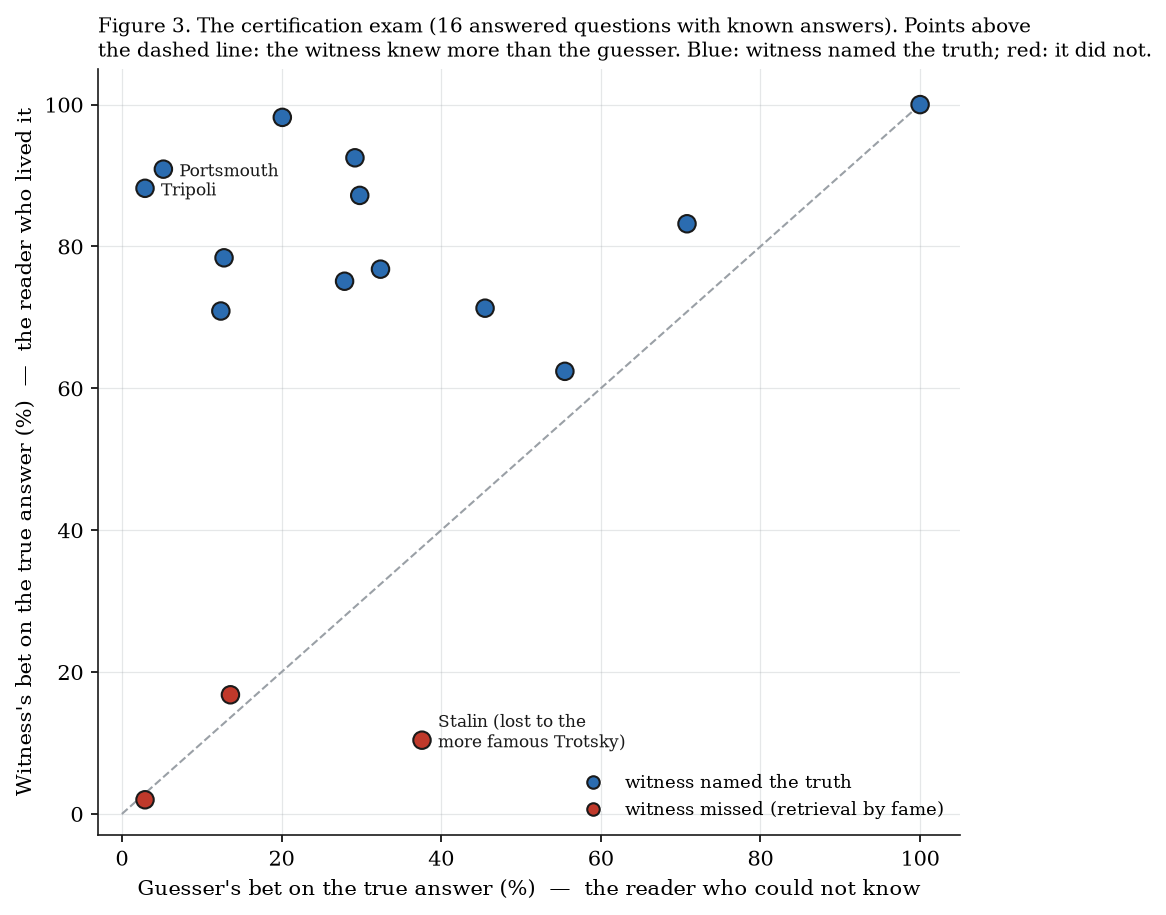 Figure 3. The certification exam (16 answered questions with known answers). Points above
the dashed line: the witness knew more than the guesser. Blue: witness named the truth; red: it did not.
100
80
60
40
20
0
Witness's bet on the true answer (%)  —  the reader who lived it
Portsmouth
Tripoli
Stalin (lost to the
more famous Trotsky)
witness named the truth
witness missed (retrieval by fame)
0 20 40 60 80 100
Guesser's bet on the true answer (%)  —  the reader who could not know